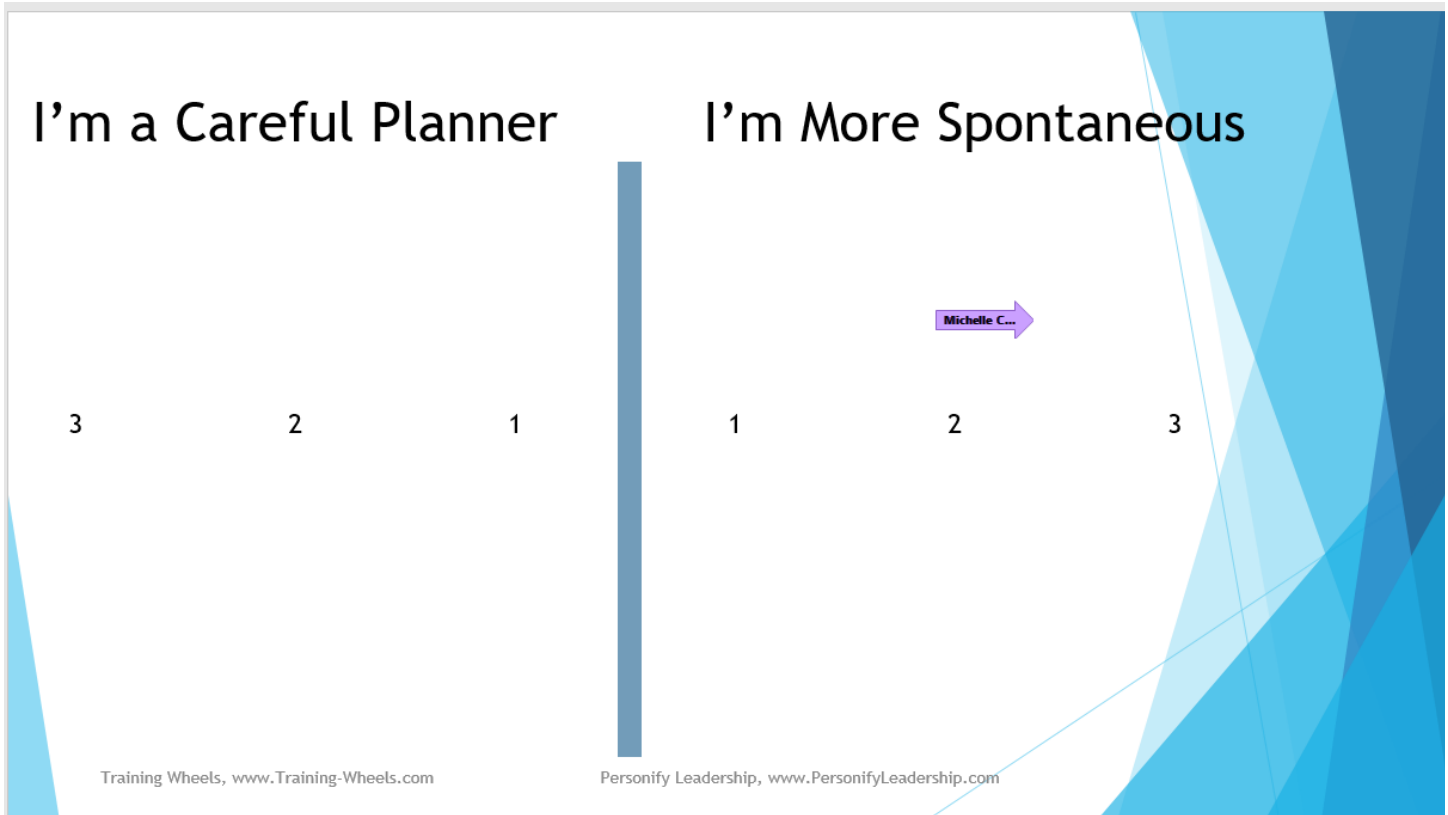 I’m a Careful Planner
I’m More Spontaneous
Michelle C...
3 2 1 1 2 3
Training Wheels, www.Training-Wheels.com
Personify Leadership, www.PersonifyLeadership.com